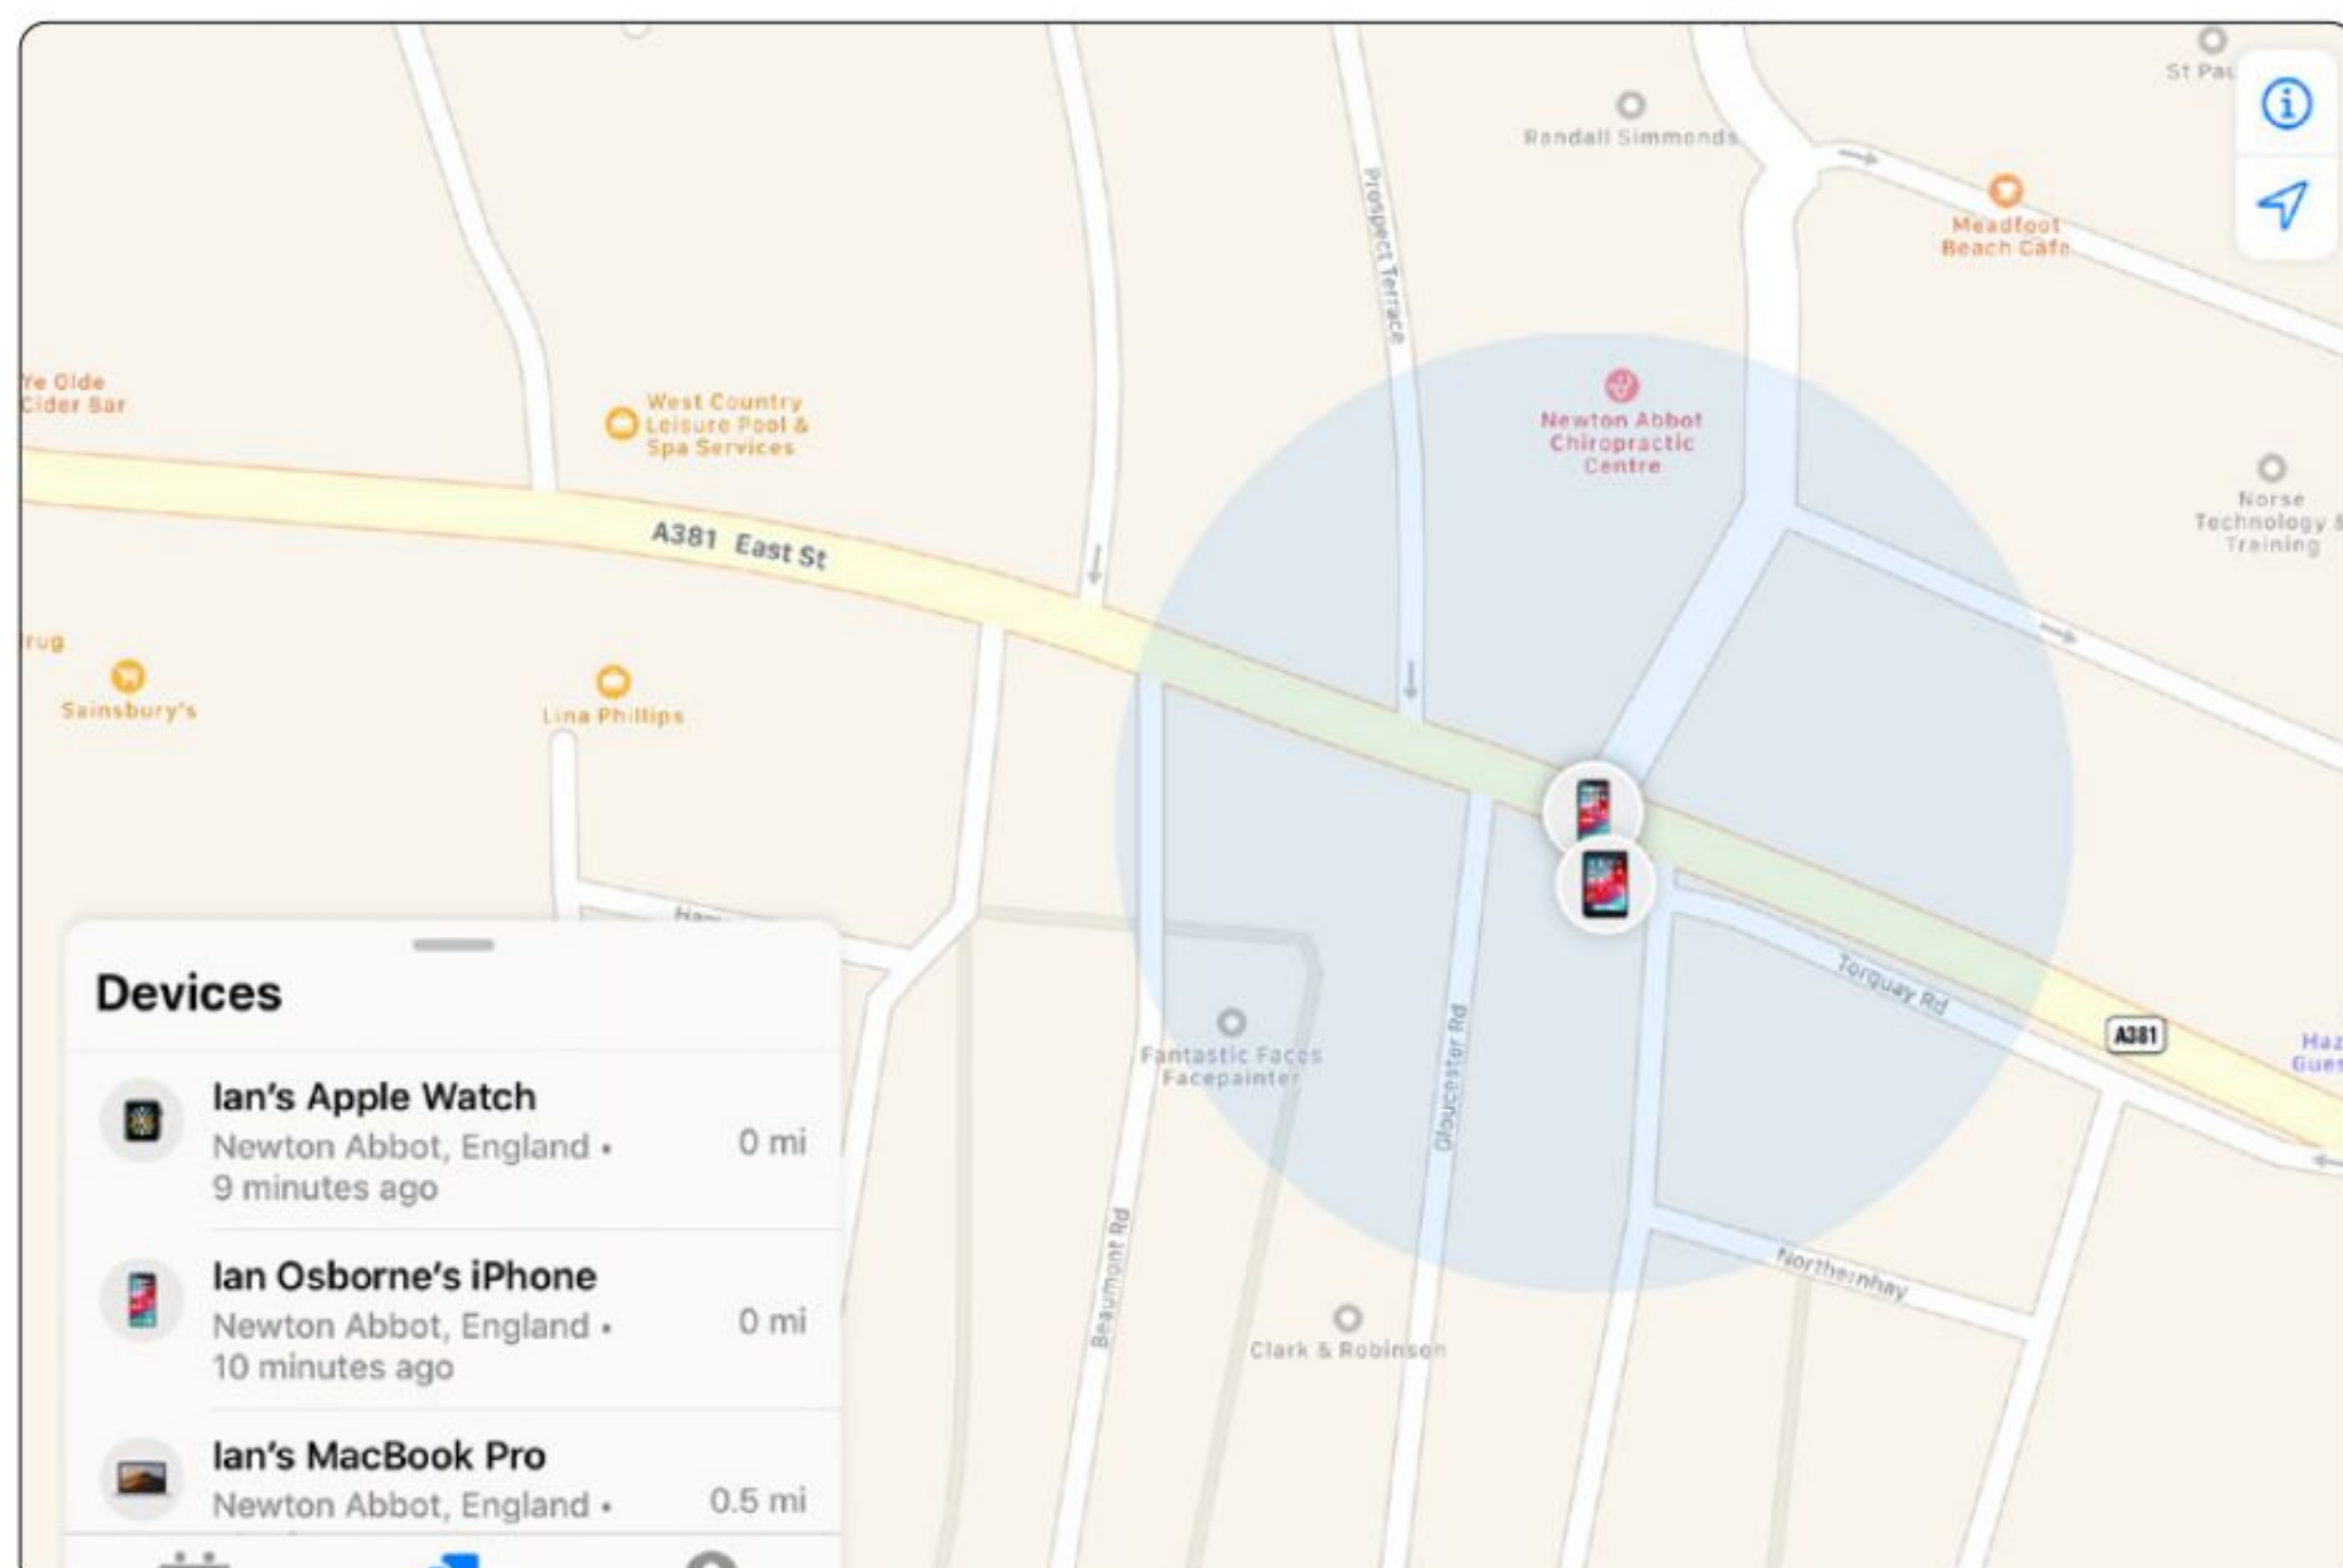 St Pau
Randall Simmonds
Prospect Terrace
Meadfoot
Beach Cafe
Ye Olde
Cider Bar
West Country
Leisure Pool &
Spa Services
Newton Abbot
Chiropractic
Centre
Norse
Technology &
Training
A381 East St
rug
Sainsbury's
Lina Phillips
Torquay Rd
A381
Haz
Gues
Fantastic Faces
Facepainter
Gloucester Rd
Beaumont Rd
Northernhay
Clark & Robinson
Devices
Ian's Apple Watch
Newton Abbot, England •
0 mi
9 minutes ago
Ian Osborne's iPhone
Newton Abbot, England •
0 mi
10 minutes ago
Ian's MacBook Pro
Newton Abbot, England •
0.5 mi